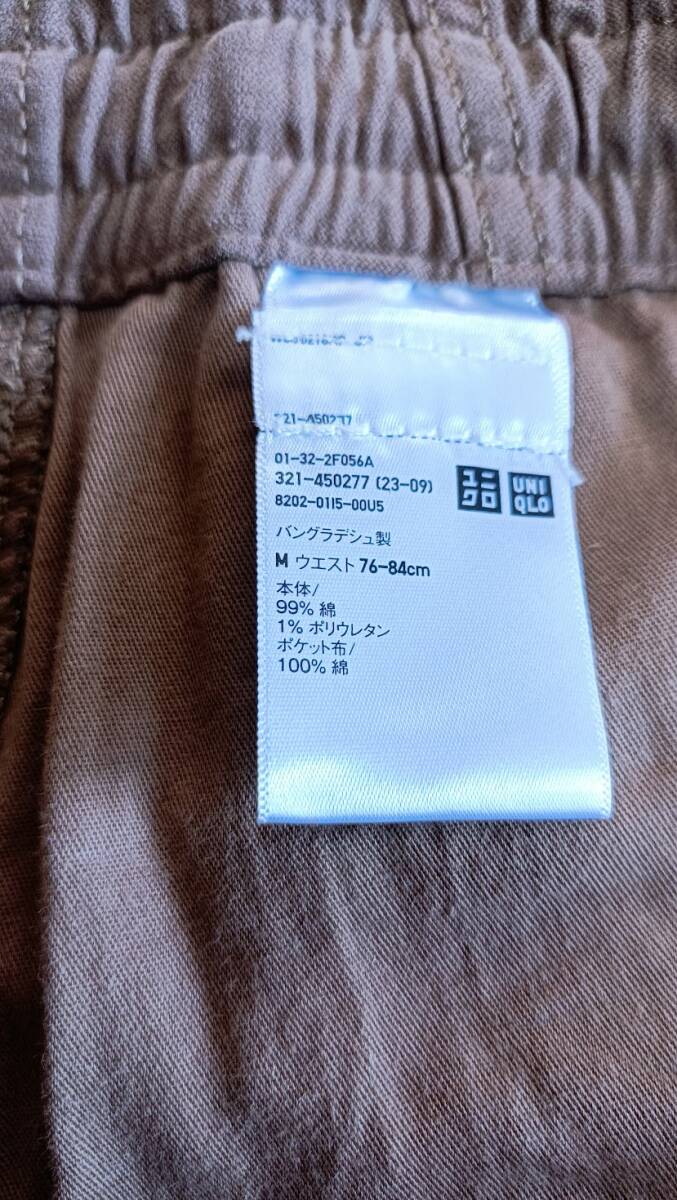 01-32-2F056A
321-450277 (23-09)
8202-0115-00U5
ユニクロ
UNIQLO
バングラデシュ製
M ウエスト 76-84cm
本体/
99% 綿
1% ポリウレタン
ポケット布/
100% 綿